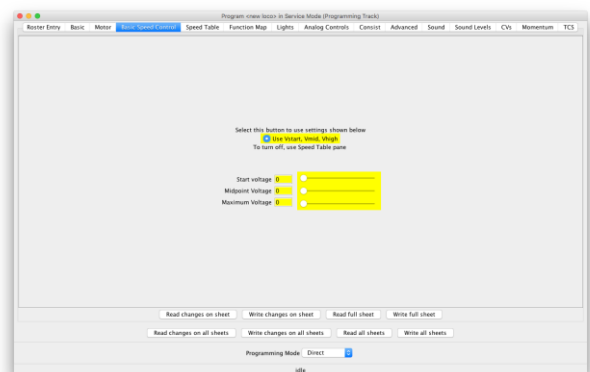 Program <new loco> in Service Mode (Programming Track)
Roster Entry Basic Motor Basic Speed Control Speed Table Function Map Lights Analog Controls Consist Advanced Sound Sound Levels CVs Momentum TCS
Select this button to use settings shown below
Use Vstart, Vmid, Vhigh
To turn off, use Speed Table pane
Start voltage 0
Midpoint Voltage 0
Maximum Voltage 0
Read changes on sheet Write changes on sheet Read full sheet Write full sheet
Read changes on all sheets Write changes on all sheets Read all sheets Write all sheets
Programming Mode Direct
idle